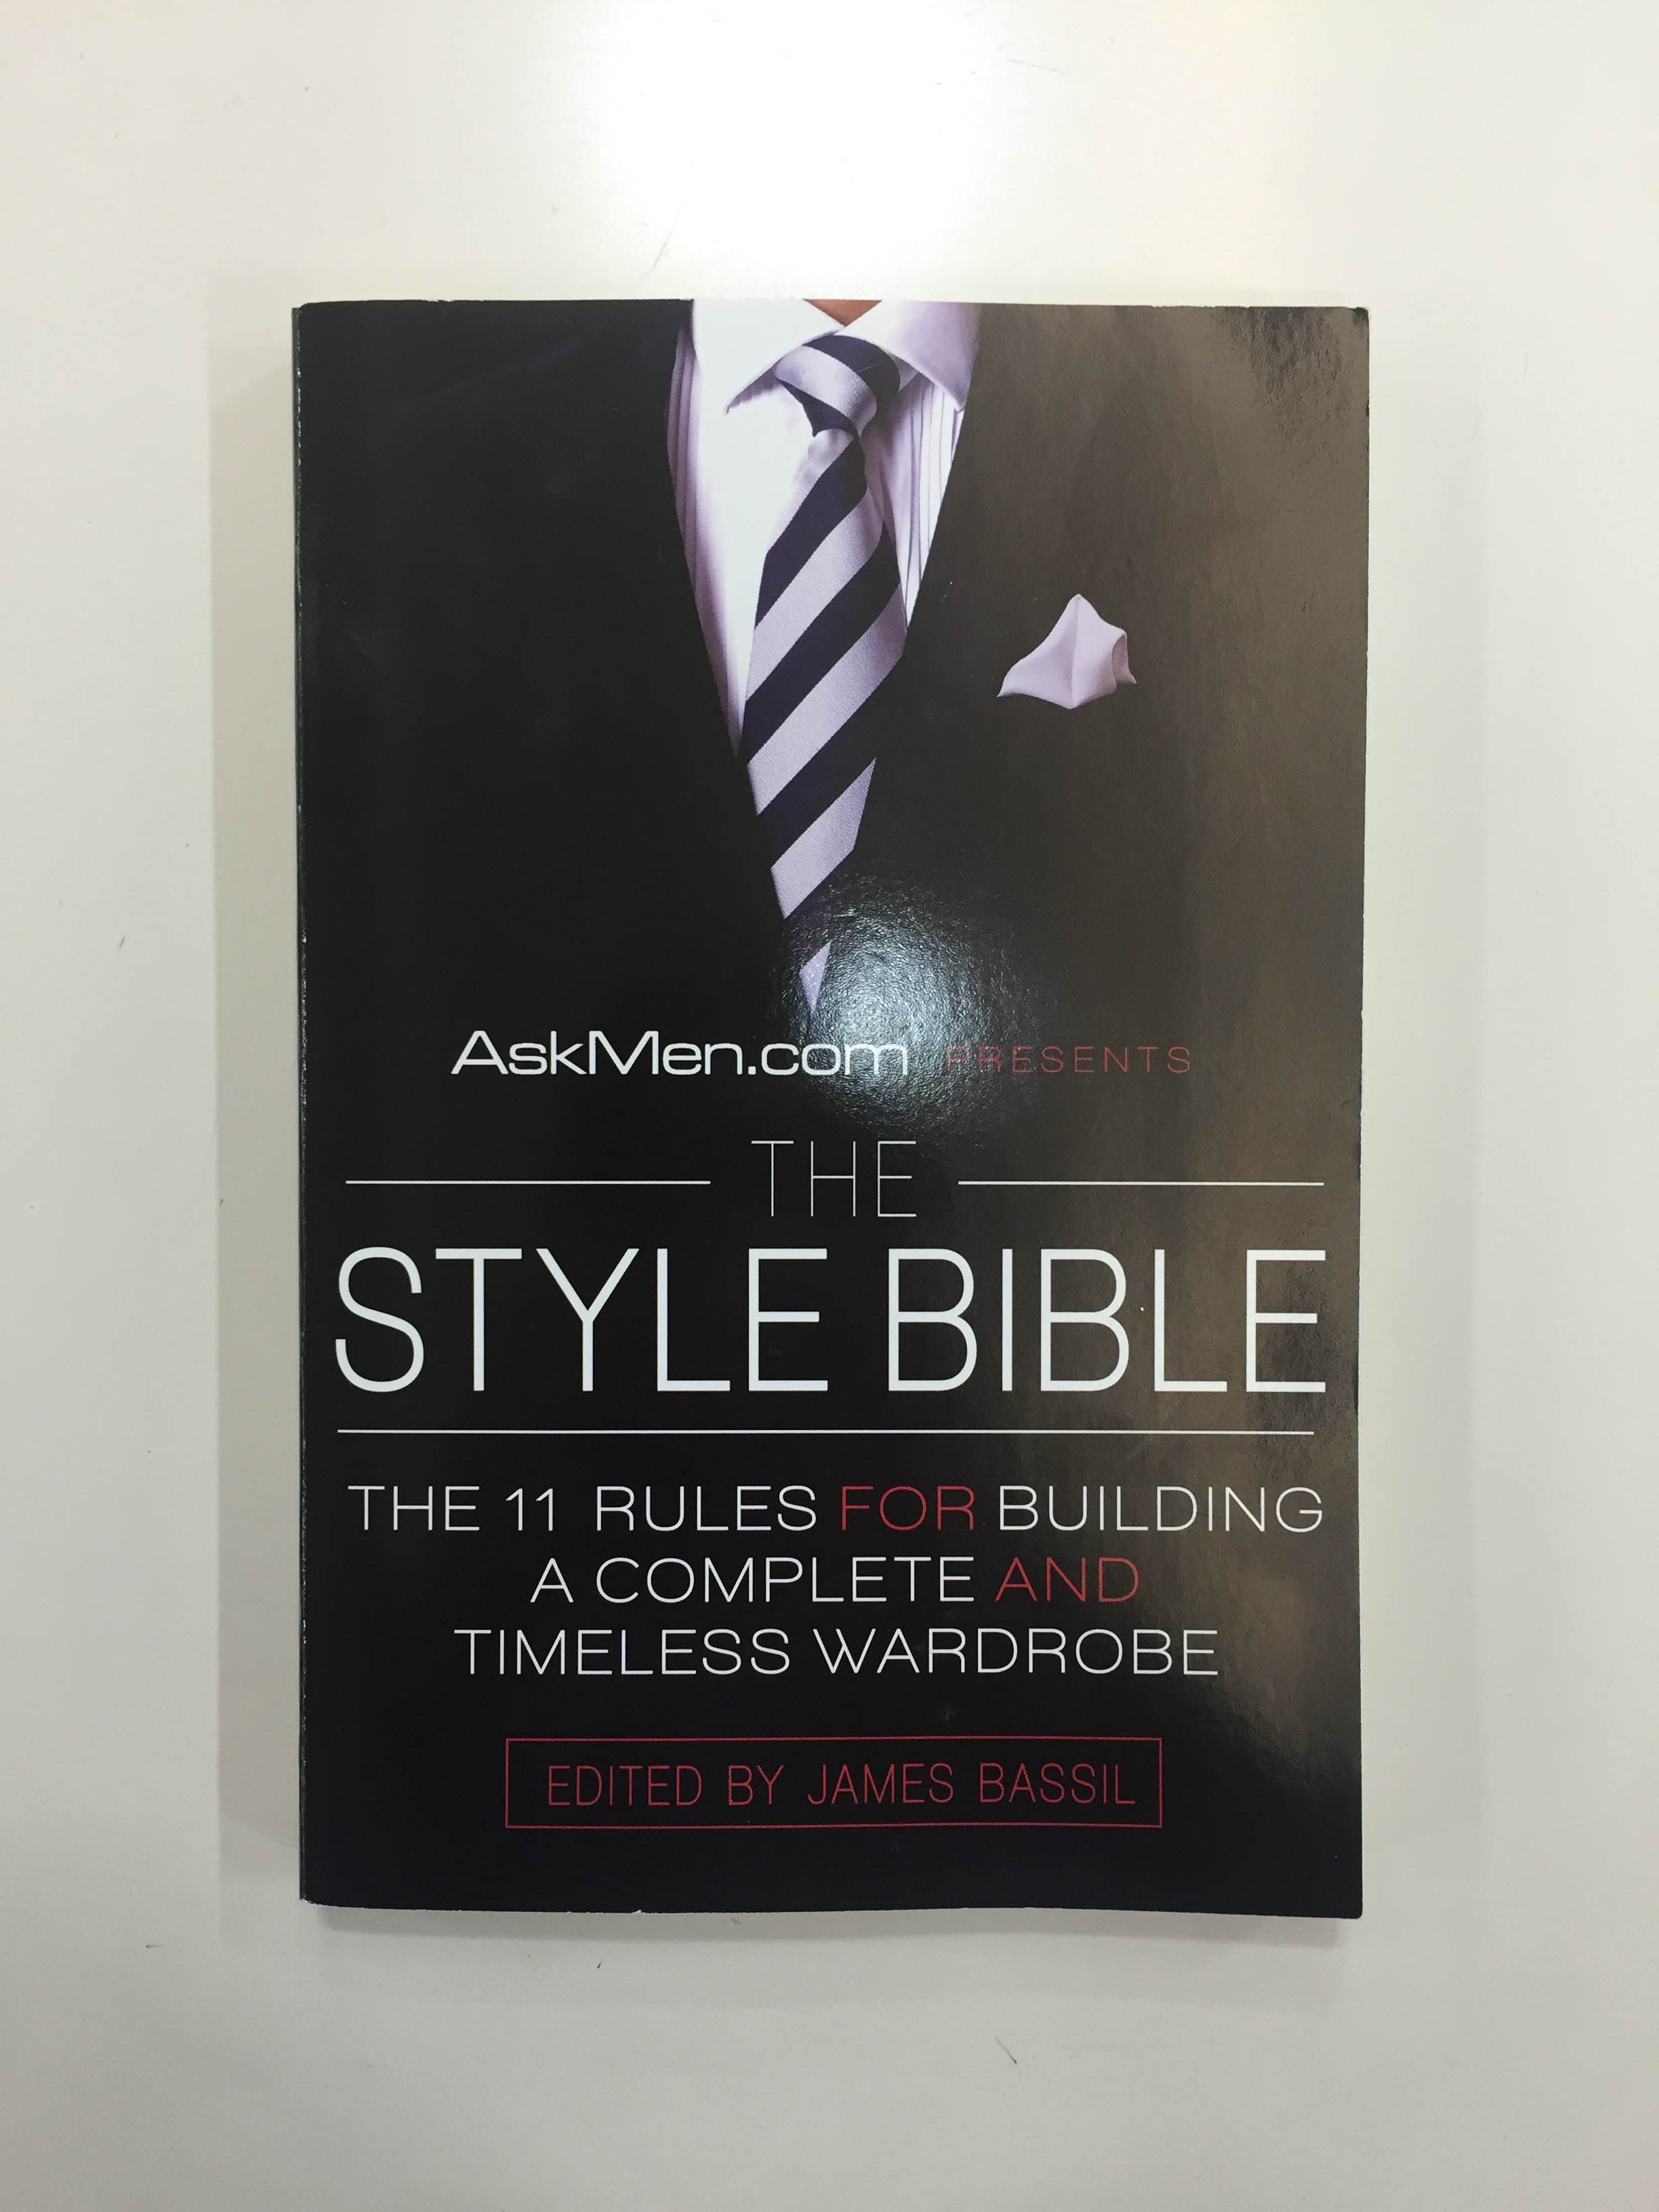 AskMen.com PRESENTS
THE
STYLE BIBLE
THE 11 RULES FOR BUILDING
A COMPLETE AND
TIMELESS WARDROBE
EDITED BY JAMES BASSIL